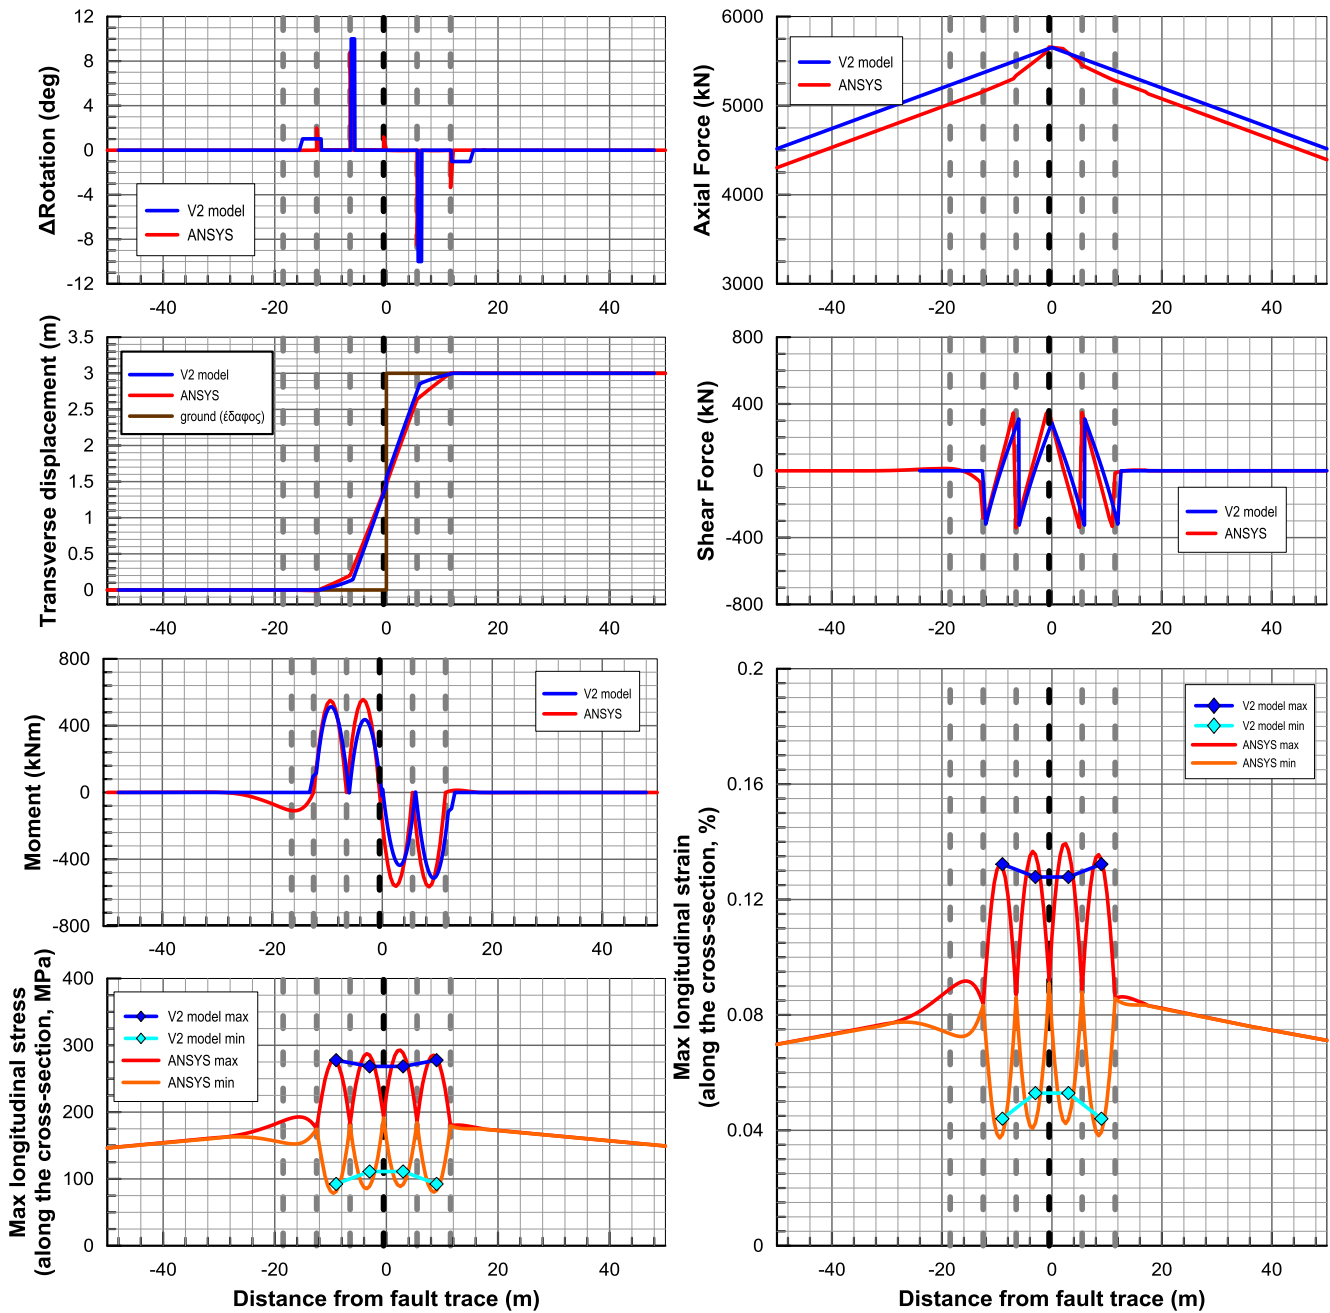 12
8
4
0
-4
-8
-12
ΔRotation (deg)
V2 model
ANSYS
-40
-20
0
20
40
6000
5000
4000
3000
Axial Force (kN)
V2 model
ANSYS
-40
-20
0
20
40
3.5
3
2.5
2
1.5
1
0.5
0
Transverse displacement (m)
V2 model
ANSYS
ground (έδαφος)
-40
-20
0
20
40
800
400
0
-400
-800
Shear Force (kN)
V2 model
ANSYS
-40
-20
0
20
40
800
400
0
-400
-800
Moment (kNm)
V2 model
ANSYS
-40
-20
0
20
40
400
300
200
100
0
Max longitudinal stress
(along the cross-section, MPa)
V2 model max
V2 model min
ANSYS max
ANSYS min
-40
-20
0
20
40
Distance from fault trace (m)
0.2
0.16
0.12
0.08
0.04
0
Max longitudinal strain
(along the cross-section, %)
V2 model max
V2 model min
ANSYS max
ANSYS min
-40
-20
0
20
40
Distance from fault trace (m)